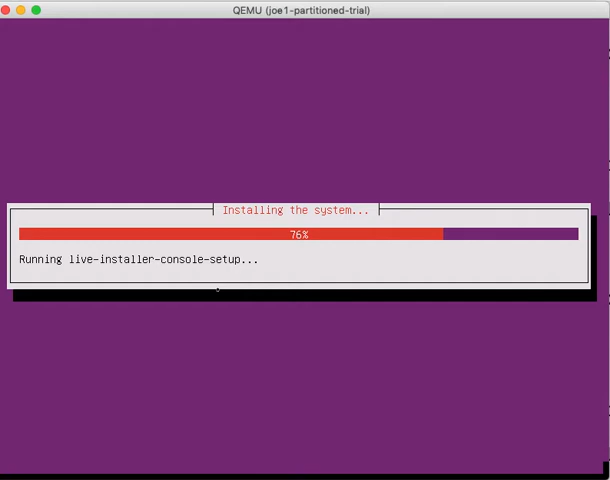 QEMU (joe1-partitioned-trial)
Installing the system...
76%
Running live-installer-console-setup...